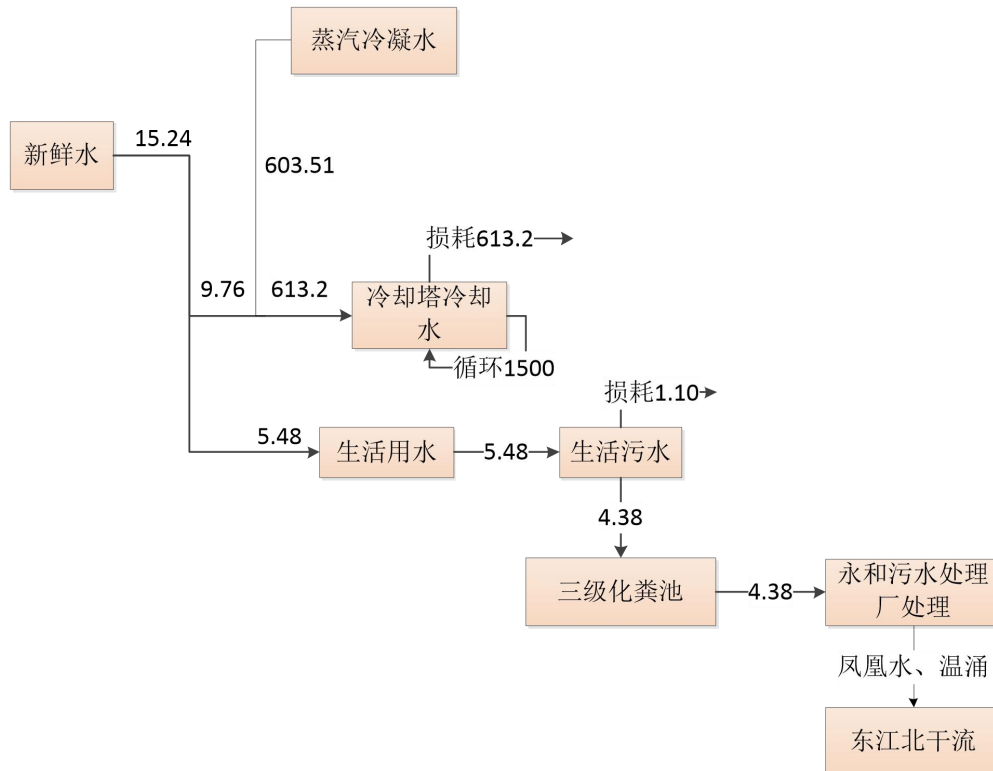 蒸汽冷凝水
新鲜水
15.24
603.51
损耗613.2
9.76
613.2
冷却塔冷却
水
循环1500
损耗1.10
5.48
生活用水
5.48
生活污水
4.38
三级化粪池
4.38
永和污水处理
厂处理
凤凰水、温涌
东江北干流